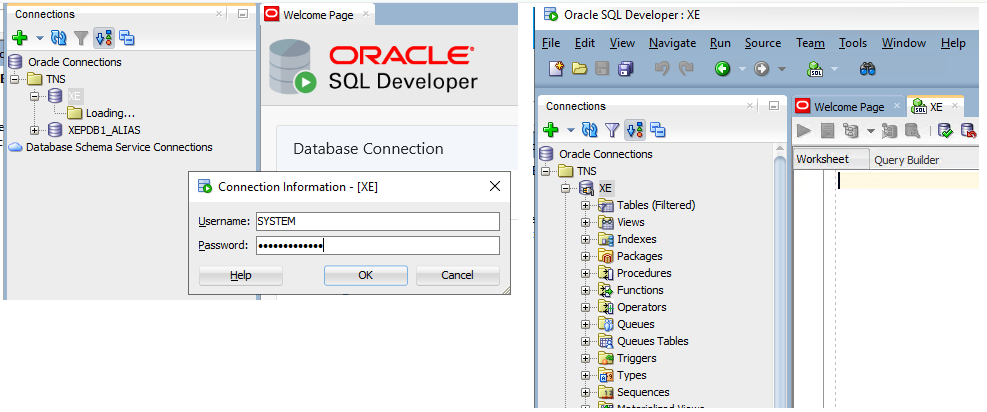 Connections
Oracle Connections
TNS
XE
Loading...
XEPDB1_ALIAS
Database Schema Service Connections
Welcome Page
ORACLE
SQL Developer
Database Connection
Connection Information - [XE]
Username: SYSTEM
Password: •••••••••••••
Help OK Cancel
Oracle SQL Developer : XE
File Edit View Navigate Run Source Team Tools Window Help
SQL
Connections
Oracle Connections
TNS
XE
Tables (Filtered)
Views
Indexes
Packages
Procedures
Functions
Operators
Queues
Queues Tables
Triggers
Types
Sequences
Materialized Views
Welcome Page XE
Worksheet Query Builder